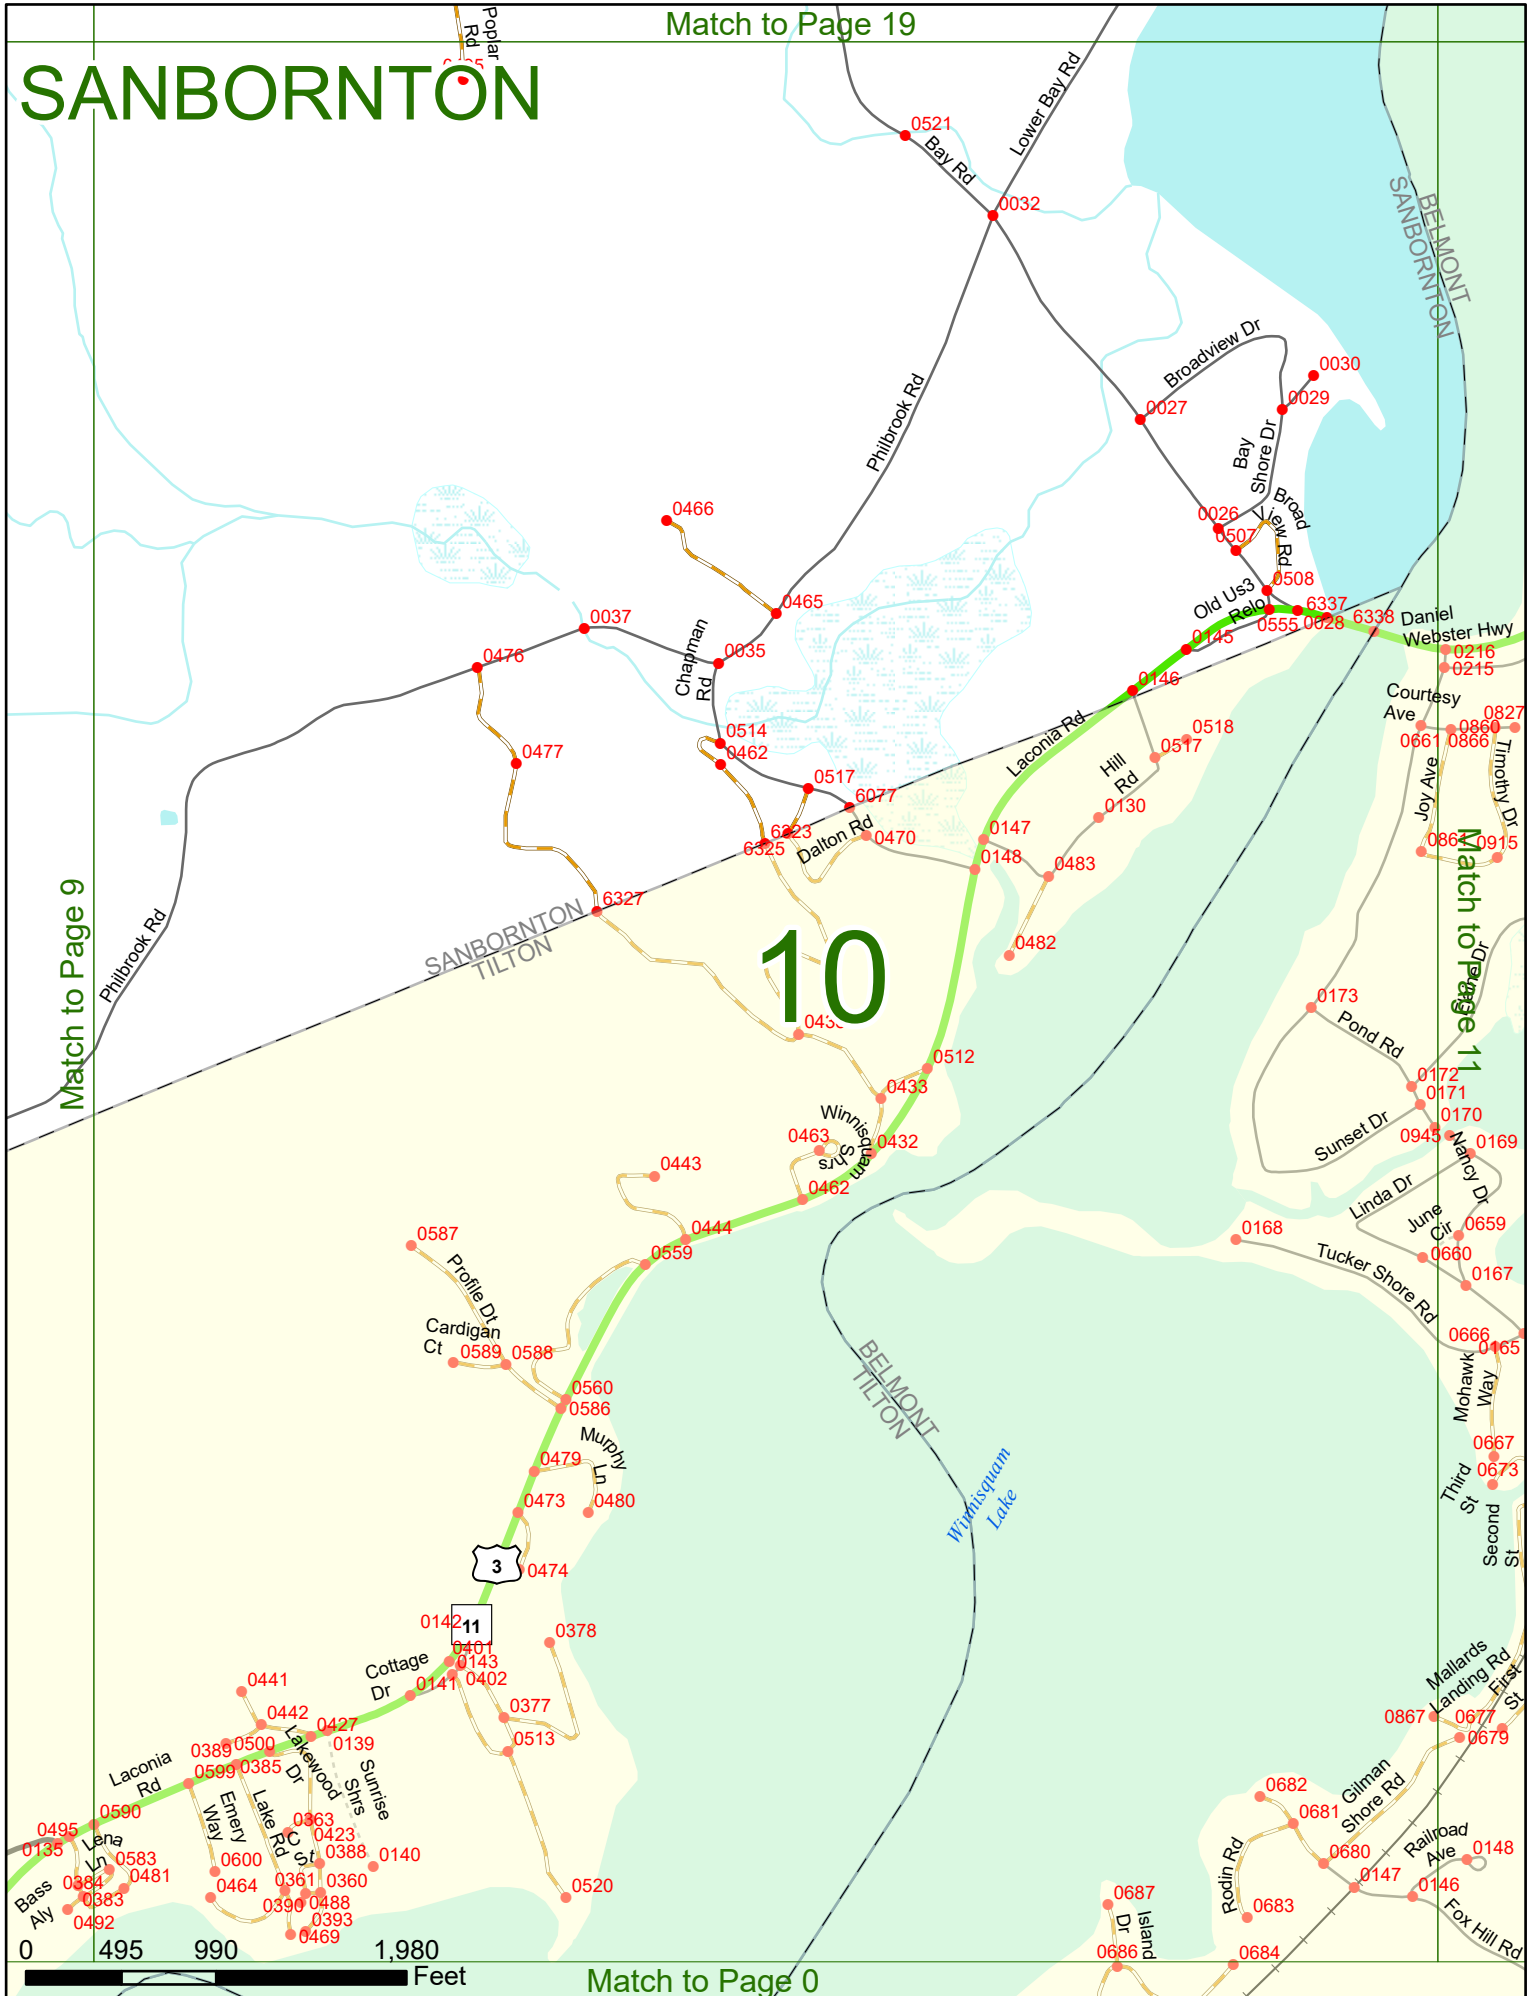 Match to Page 19
SANBORNTON
Poplar
Rd
0521
Bay Rd
Lower Bay Rd
0032
BELMONT
SANBORNTON
Broadview Dr
0030
0029
0027
Philbrook Rd
Bay
Shore Dr
Broad
View Rd
0026
0507
0466
0508
0465
Old Us3
Relo
6337
0555
0028
6338
Daniel
Webster Hwy
0037
0145
0216
0215
0476
Chapman
Rd
0035
0146
Courtesy
Ave
0827
0860
0661
0866
0514
0462
0477
Laconia Rd
0518
0517
Hill
Rd
Joy Ave
Timothy Dr
0517
6077
0130
6323
6325
Dalton Rd
0470
0147
0148
0483
0861
0915
Match to Page 11
6327
Match to Page 9
Philbrook Rd
SANBORNTON
TILTON
10
0482
0173
Pond Rd
0512
0433
0172
0171
0170
0945
0169
Sunset Dr
Nancy Dr
Winnisquam
Shrs
0463
0432
0443
0462
Linda Dr
June
Cir
0659
0660
0168
0167
Tucker Shore Rd
0444
0559
0587
Profile Dt
Cardigan
Ct
0589
0588
0666
0165
Mohawk
Way
BELMONT
TILTON
0560
0586
Murphy
Ln
0479
0480
0473
0667
0673
Third
St
Second
St
Winnisquam
Lake
3
0474
0142
11
0378
0401
0143
0402
Cottage
Dr
0141
0441
0442
0427
0139
0377
0513
Mallards
Landing Rd
First
St
0867
0677
0679
0389
0500
0385
Lakewood
Dr
Sunrise
Shrs
Laconia
Rd
0599
Emery
Way
Lake Rd
0590
0495
0135
Lena
Ln
0583
0481
0384
0383
0492
Bass
Aly
0600
0464
0363
0423
C
St
0388
0140
0361
0360
0390
0488
0393
0469
0520
0682
0681
Gilman
Shore Rd
0680
Rodin Rd
0683
0684
Railroad
Ave
0148
0147
0146
Fox Hill Rd
0687
Island
Dr
0686
0 495 990 1,980
Feet
Match to Page 0